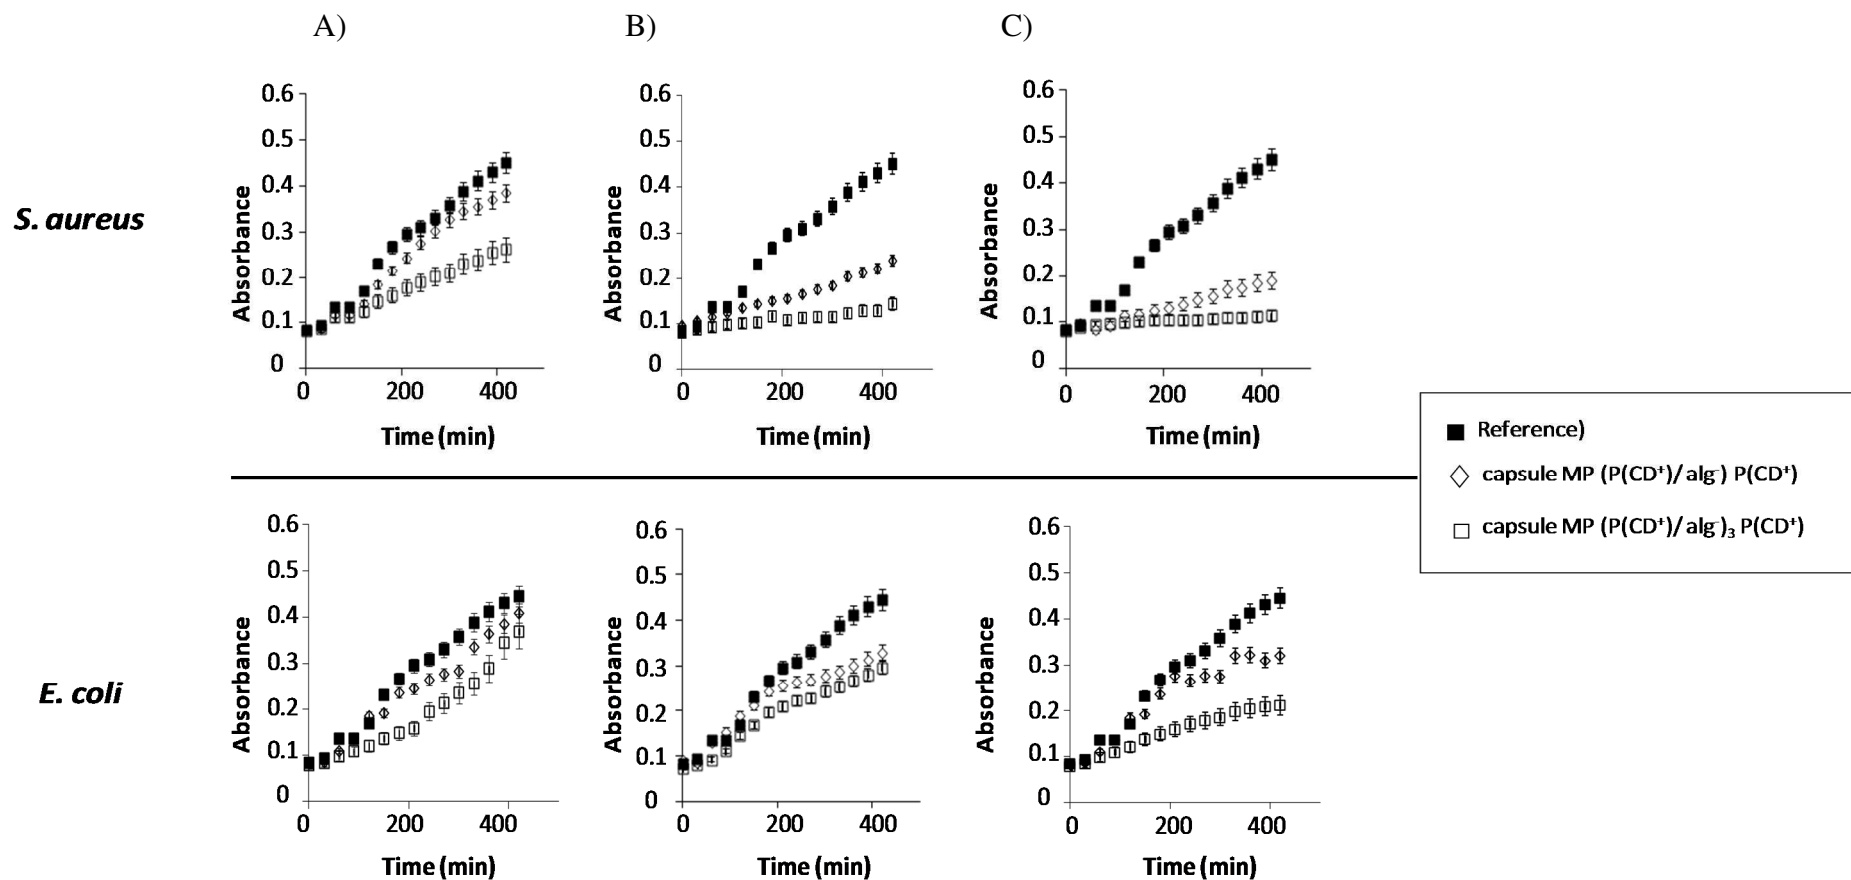 A) B) C)
S. aureus
Absorbance
0.6
0.5
0.4
0.3
0.2
0.1
0
0 200 400
Time (min)
Absorbance
0.6
0.5
0.4
0.3
0.2
0.1
0
0 200 400
Time (min)
Absorbance
0.6
0.5
0.4
0.3
0.2
0.1
0
0 200 400
Time (min)
Reference)
capsule MP (P(CD⁺)/ alg⁻) P(CD⁺)
capsule MP (P(CD⁺)/ alg⁻)₃ P(CD⁺)
E. coli
Absorbance
0.6
0.5
0.4
0.3
0.2
0.1
0
0 200 400
Time (min)
Absorbance
0.6
0.5
0.4
0.3
0.2
0.1
0
0 200 400
Time (min)
Absorbance
0.6
0.5
0.4
0.3
0.2
0.1
0
0 200 400
Time (min)